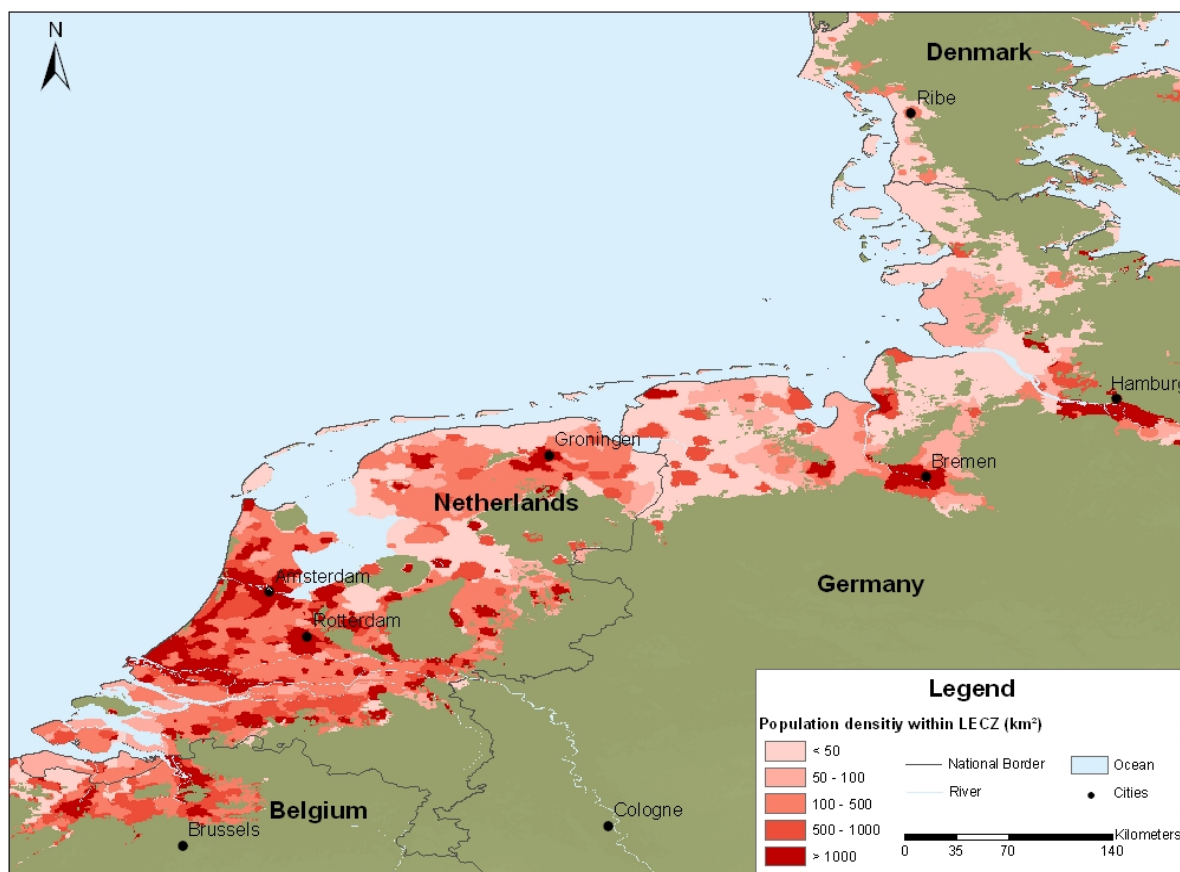 N
Denmark
Ribe
Hamburg
Groningen
Bremen
Netherlands
Amsterdam
Germany
Rotterdam
Belgium
Brussels
Cologne
Legend
Population densitiy within LECZ (km²)
< 50
50 - 100
100 - 500
500 - 1000
> 1000
National Border
River
Ocean
Cities
Kilometers
0 35 70 140